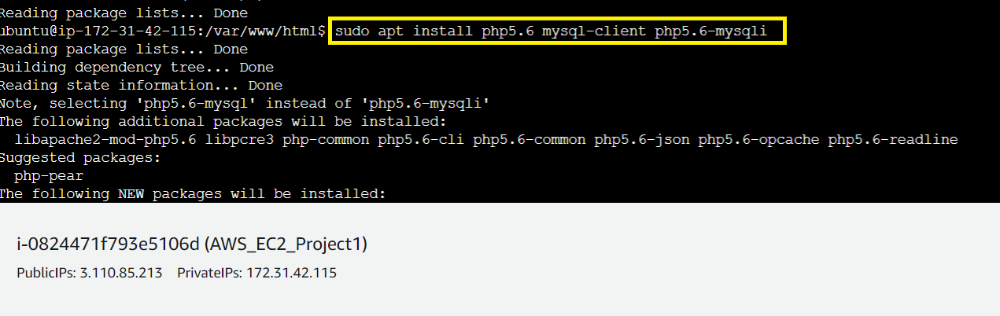 Reading package lists... Done
ubuntu@ip-172-31-42-115:/var/www/html$ sudo apt install php5.6 mysql-client php5.6-mysqli
Reading package lists... Done
Building dependency tree... Done
Reading state information... Done
Note, selecting 'php5.6-mysql' instead of 'php5.6-mysqli'
The following additional packages will be installed:
  libapache2-mod-php5.6 libpcre3 php-common php5.6-cli php5.6-common php5.6-json php5.6-opcache php5.6-readline
Suggested packages:
  php-pear
The following NEW packages will be installed:
i-0824471f793e5106d (AWS_EC2_Project1)
PublicIPs: 3.110.85.213 PrivateIPs: 172.31.42.115